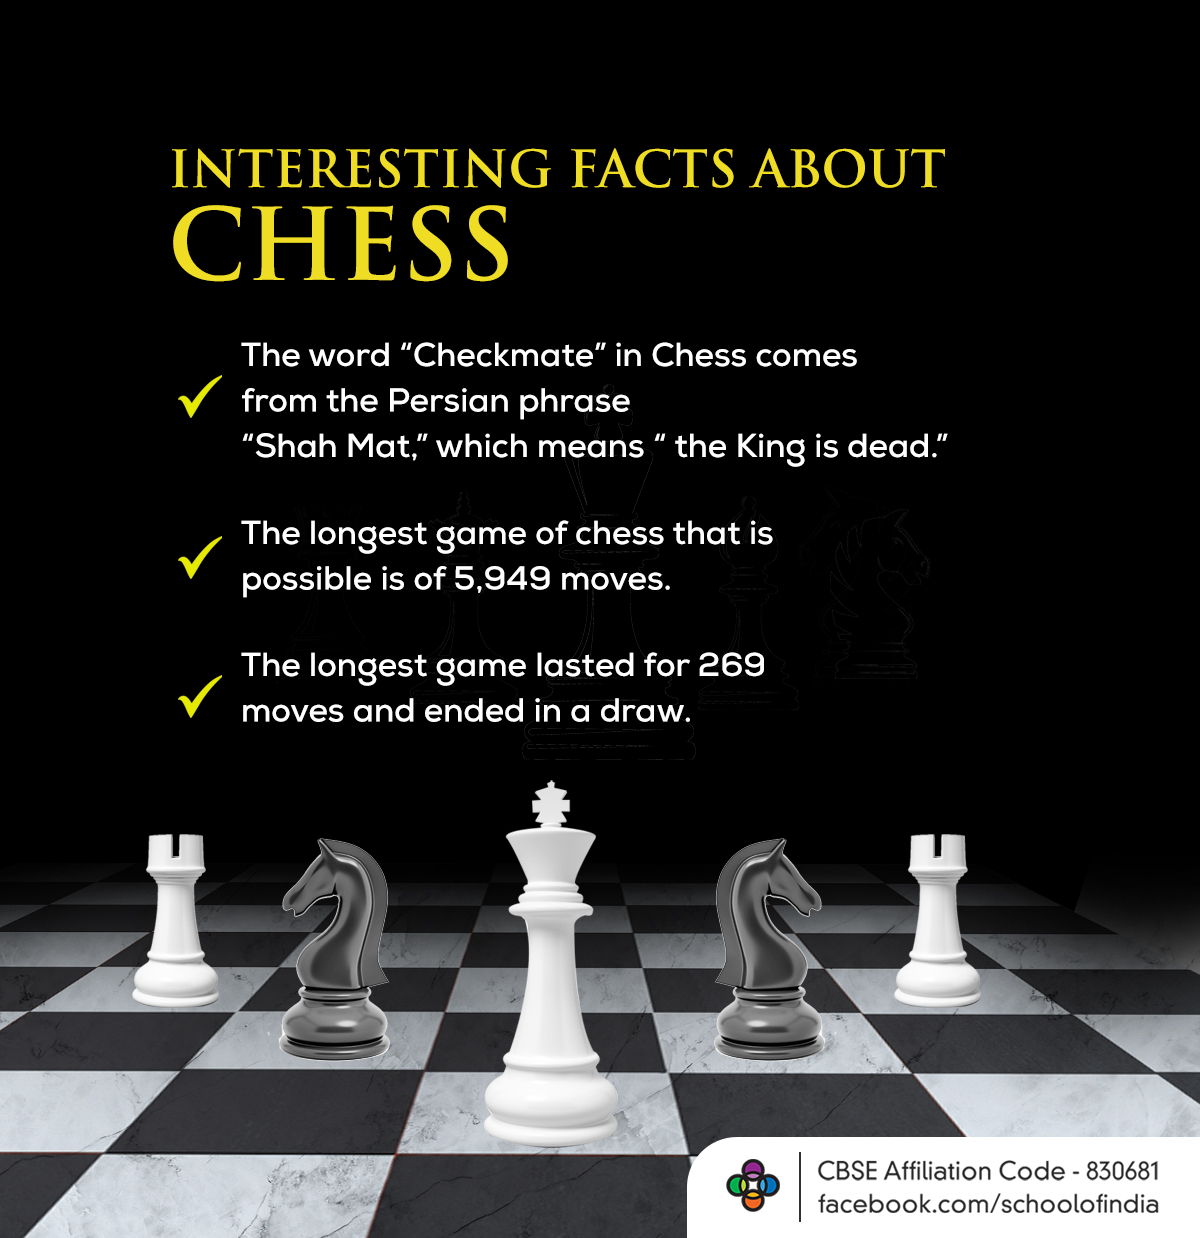 INTERESTING FACTS ABOUT
CHESS
The word “Checkmate” in Chess comes
from the Persian phrase
“Shah Mat,” which means “ the King is dead.”
The longest game of chess that is
possible is of 5,949 moves.
The longest game lasted for 269
moves and ended in a draw.
CBSE Affiliation Code - 830681
facebook.com/schoolofindia